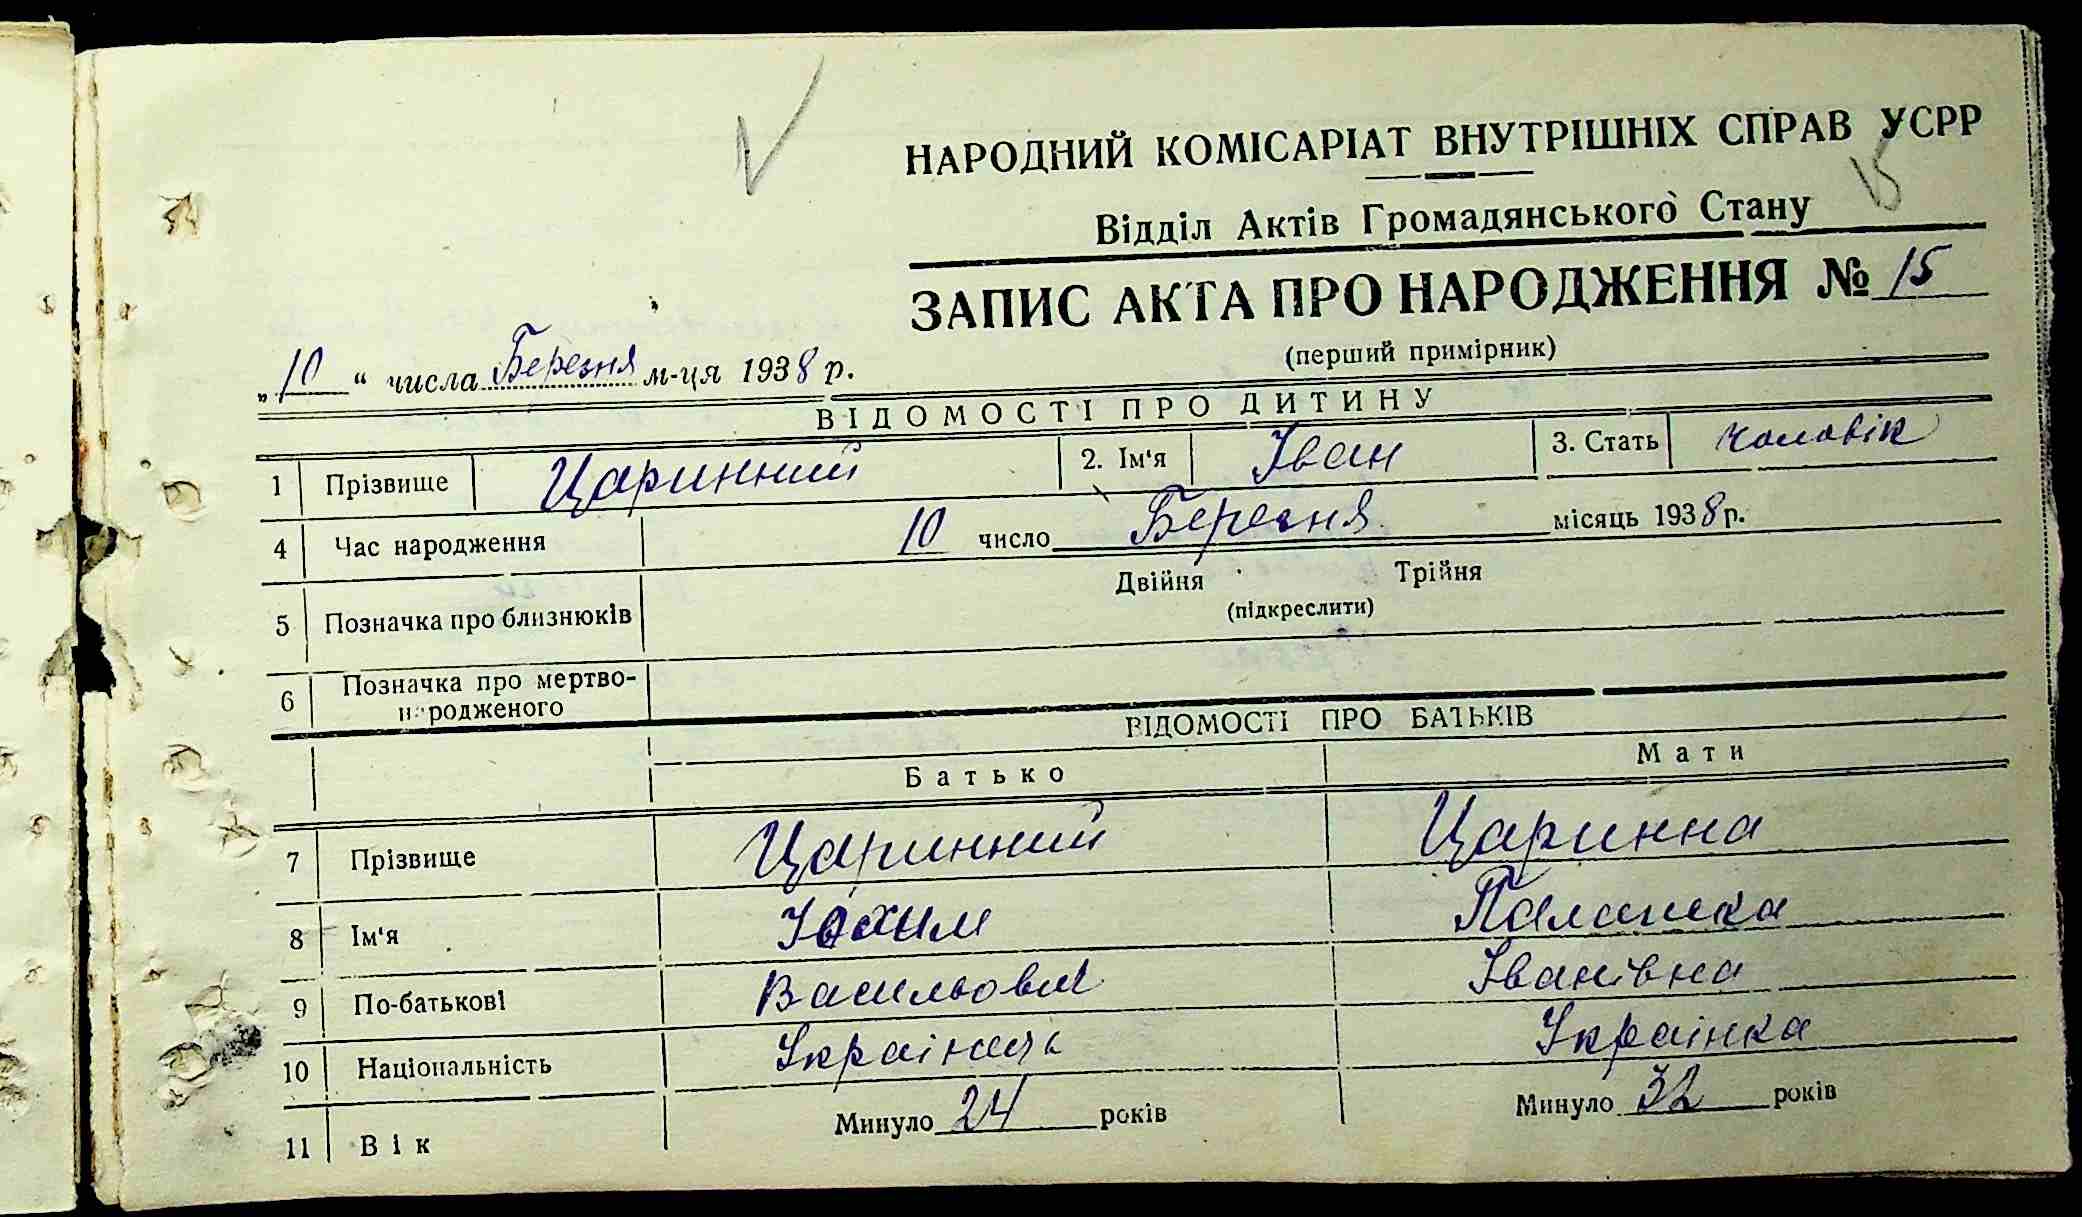 НАРОДНИЙ КОМІСАРІАТ ВНУТРІШНІХ СПРАВ УСРР
15
Відділ Актів Громадянського Стану
ЗАПИС АКТА ПРО НАРОДЖЕННЯ № 15
(перший примірник)
„10“ числа Березня м-ця 1938 р.
ВІДОМОСТІ ПРО ДИТИНУ
1 Прізвище Царинний 2. Ім'я Іван 3. Стать чоловік
4 Час народження 10 число Березня місяць 1938 р.
Двійня Трійня
5 Позначка про близнюків (підкреслити)
6 Позначка про мертво-
народженого
ВІДОМОСТІ ПРО БАТЬКІВ
Батько Мати
7 Прізвище Царинний Царинна
8 Ім'я Юхим Палашка
9 По-батькові Васильович Іванівна
10 Національність Українець Українка
11 Вік Минуло 24 років Минуло 32 років